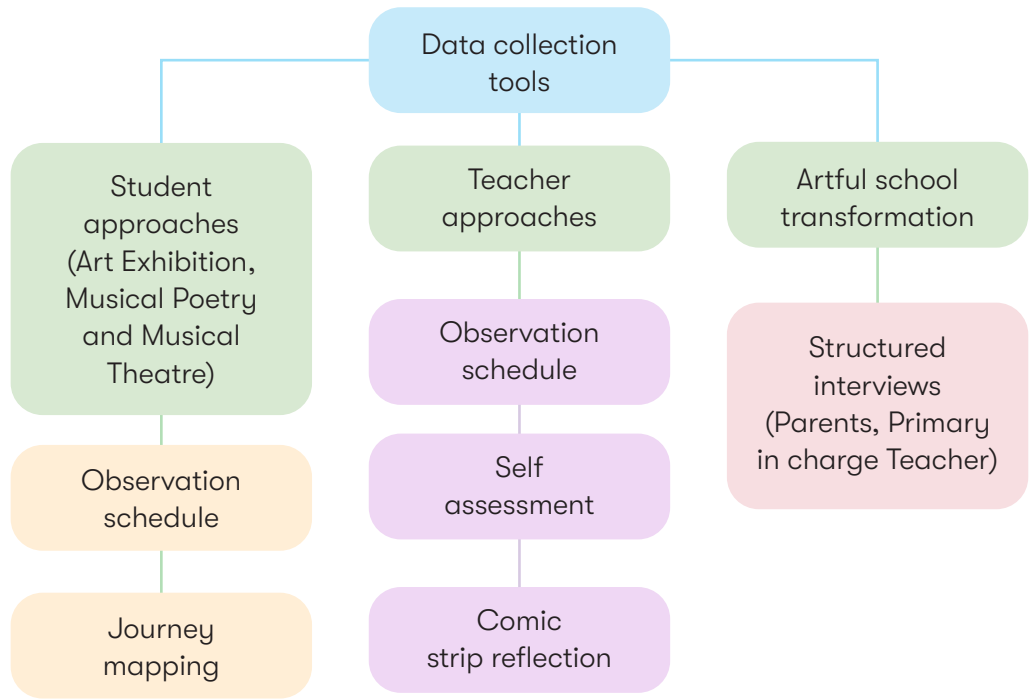 Data collection
tools
Student
approaches
(Art Exhibition,
Musical Poetry
and Musical
Theatre)
Observation
schedule
Journey
mapping
Teacher
approaches
Observation
schedule
Self
assessment
Comic
strip reflection
Artful school
transformation
Structured
interviews
(Parents, Primary
in charge Teacher)